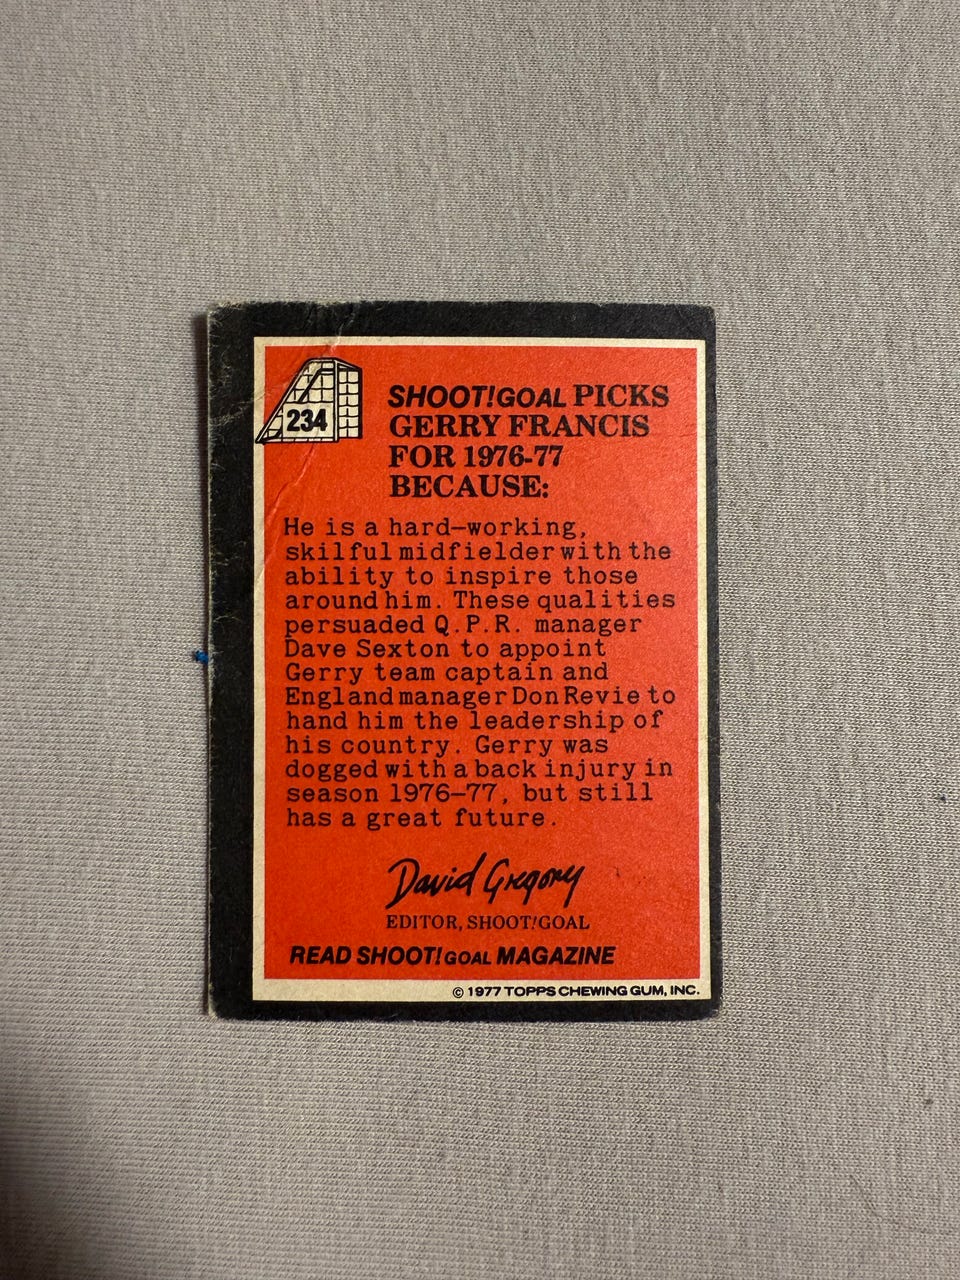 234
SHOOT!GOAL PICKS
GERRY FRANCIS
FOR 1976-77
BECAUSE:
He is a hard-working,
skilful midfielder with the
ability to inspire those
around him. These qualities
persuaded Q.P.R. manager
Dave Sexton to appoint
Gerry team captain and
England manager Don Revie to
hand him the leadership of
his country. Gerry was
dogged with a back injury in
season 1976-77, but still
has a great future.
David Gregory
EDITOR, SHOOT!GOAL
READ SHOOT!GOAL MAGAZINE
© 1977 TOPPS CHEWING GUM, INC.